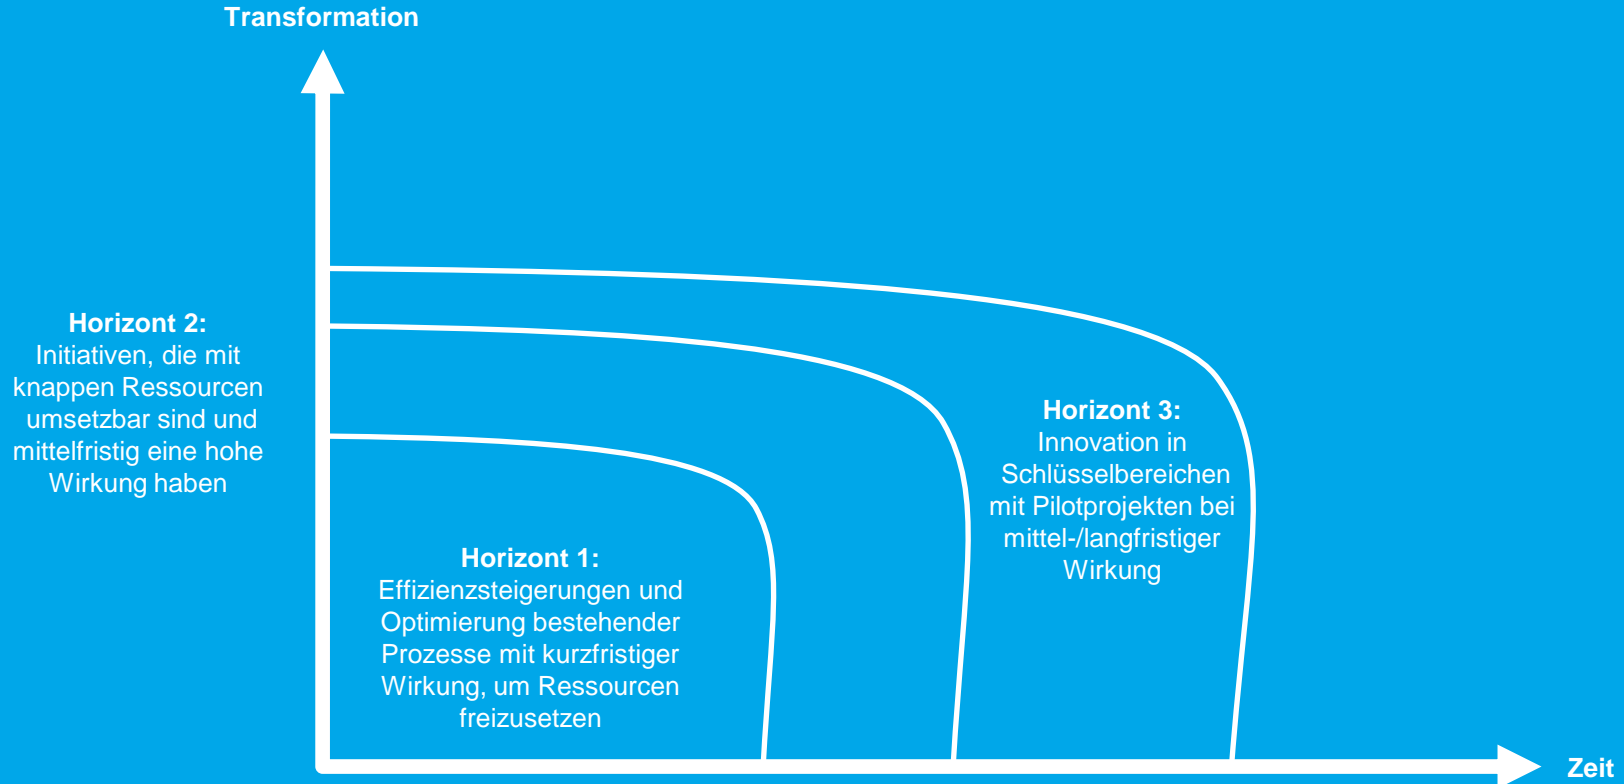 Transformation
Horizont 2:
Initiativen, die mit
knappen Ressourcen
umsetzbar sind und
mittelfristig eine hohe
Wirkung haben
Horizont 3:
Innovation in
Schlüsselbereichen
mit Pilotprojekten bei
mittel-/langfristiger
Wirkung
Horizont 1:
Effizienzsteigerungen und
Optimierung bestehender
Prozesse mit kurzfristiger
Wirkung, um Ressourcen
freizusetzen
Zeit